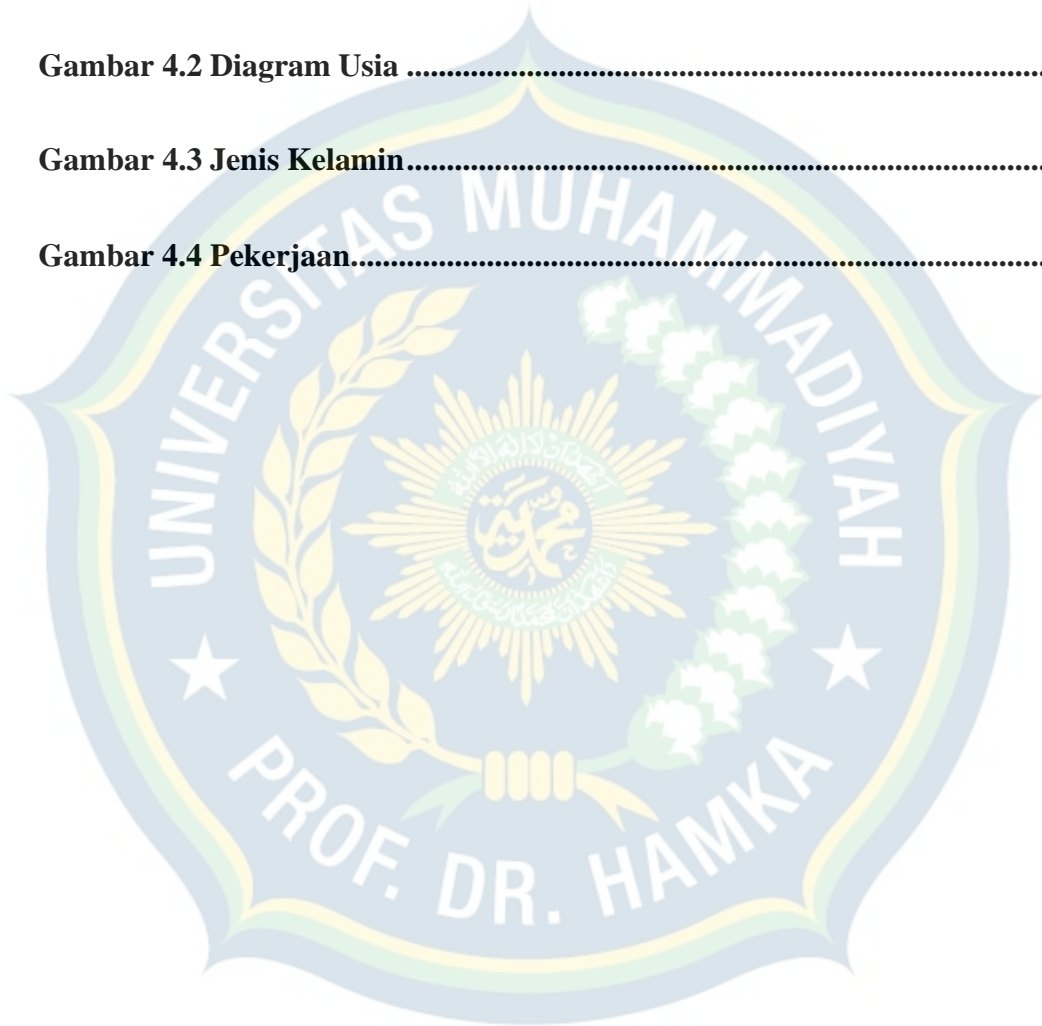 Gambar 4.2 Diagram Usia ................................................................................
Gambar 4.3 Jenis Kelamin................................................................................
Gambar 4.4 Pekerjaan.......................................................................................
UNIVERSITAS MUHAMMADIYAH
PROF. DR. HAMKA